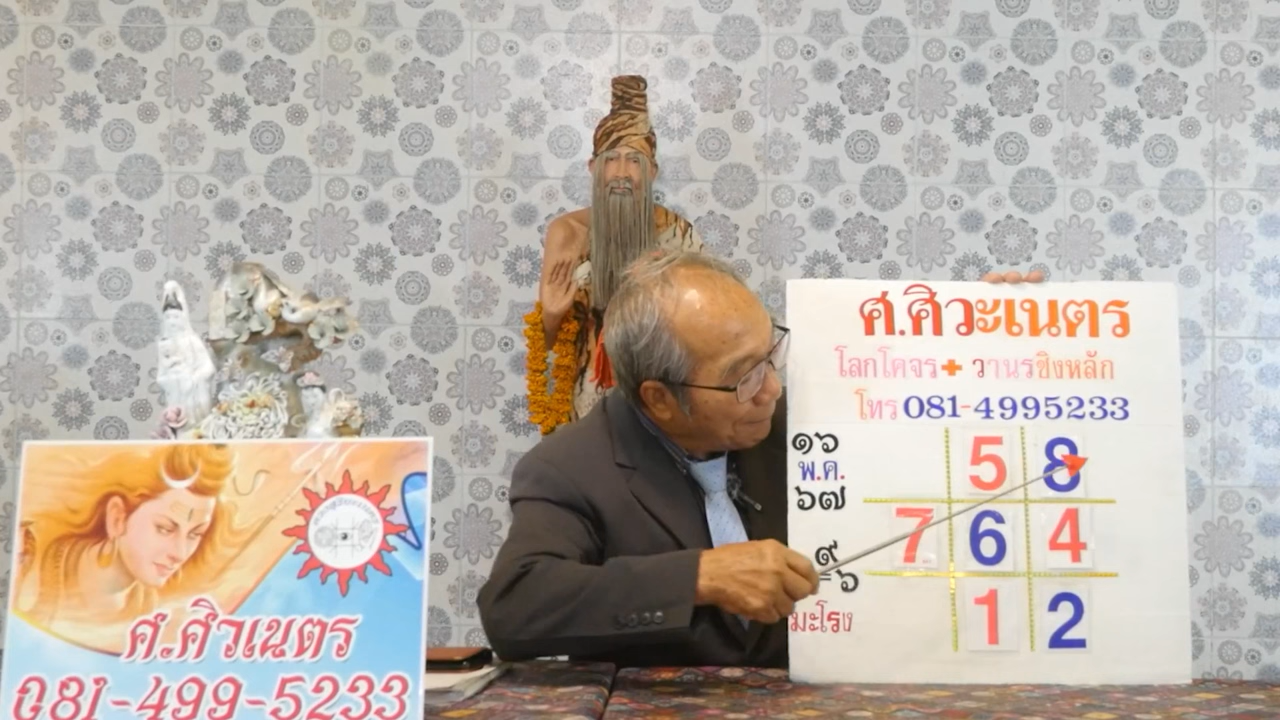 ศ.ศิวะเนตร
โลกโคจร+ วานรชิงหลัก
โทร 081-4995233
๑๖
พ.ค.
๖๗
5 8
7 6 4
๙
๖
มะโรง
1 2
ศ.ศิวเนตร
081-499-5233